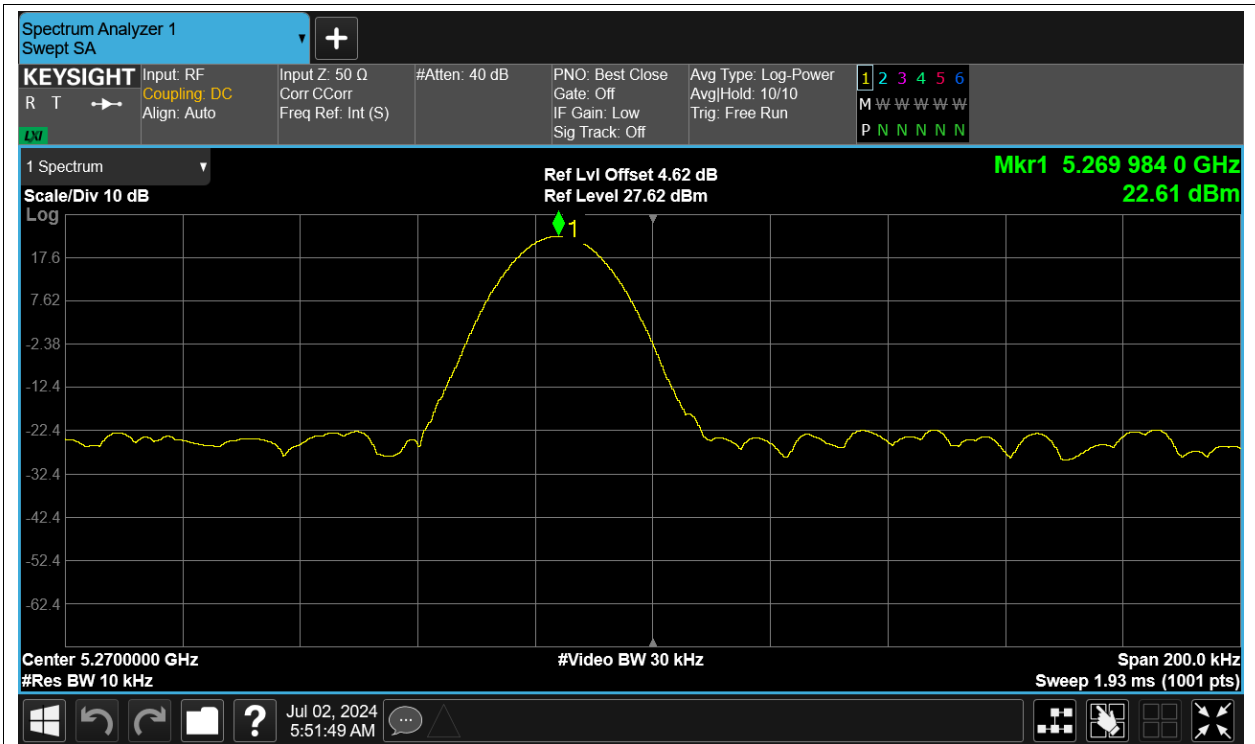 Spectrum Analyzer 1
Swept SA
KEYSIGHT
R T
LXI
Input: RF
Coupling: DC
Align: Auto
Input Z: 50 Ω
Corr CCorr
Freq Ref: Int (S)
#Atten: 40 dB
PNO: Best Close
Gate: Off
IF Gain: Low
Sig Track: Off
Avg Type: Log-Power
Avg|Hold: 10/10
Trig: Free Run
1 2 3 4 5 6
M W W W W W
P N N N N N
1 Spectrum
Scale/Div 10 dB
Log
Ref Lvl Offset 4.62 dB
Ref Level 27.62 dBm
Mkr1 5.269 984 0 GHz
22.61 dBm
1
17.6
7.62
-2.38
-12.4
-22.4
-32.4
-42.4
-52.4
-62.4
Center 5.2700000 GHz
#Res BW 10 kHz
#Video BW 30 kHz
Span 200.0 kHz
Sweep 1.93 ms (1001 pts)
?
Jul 02, 2024
5:51:49 AM